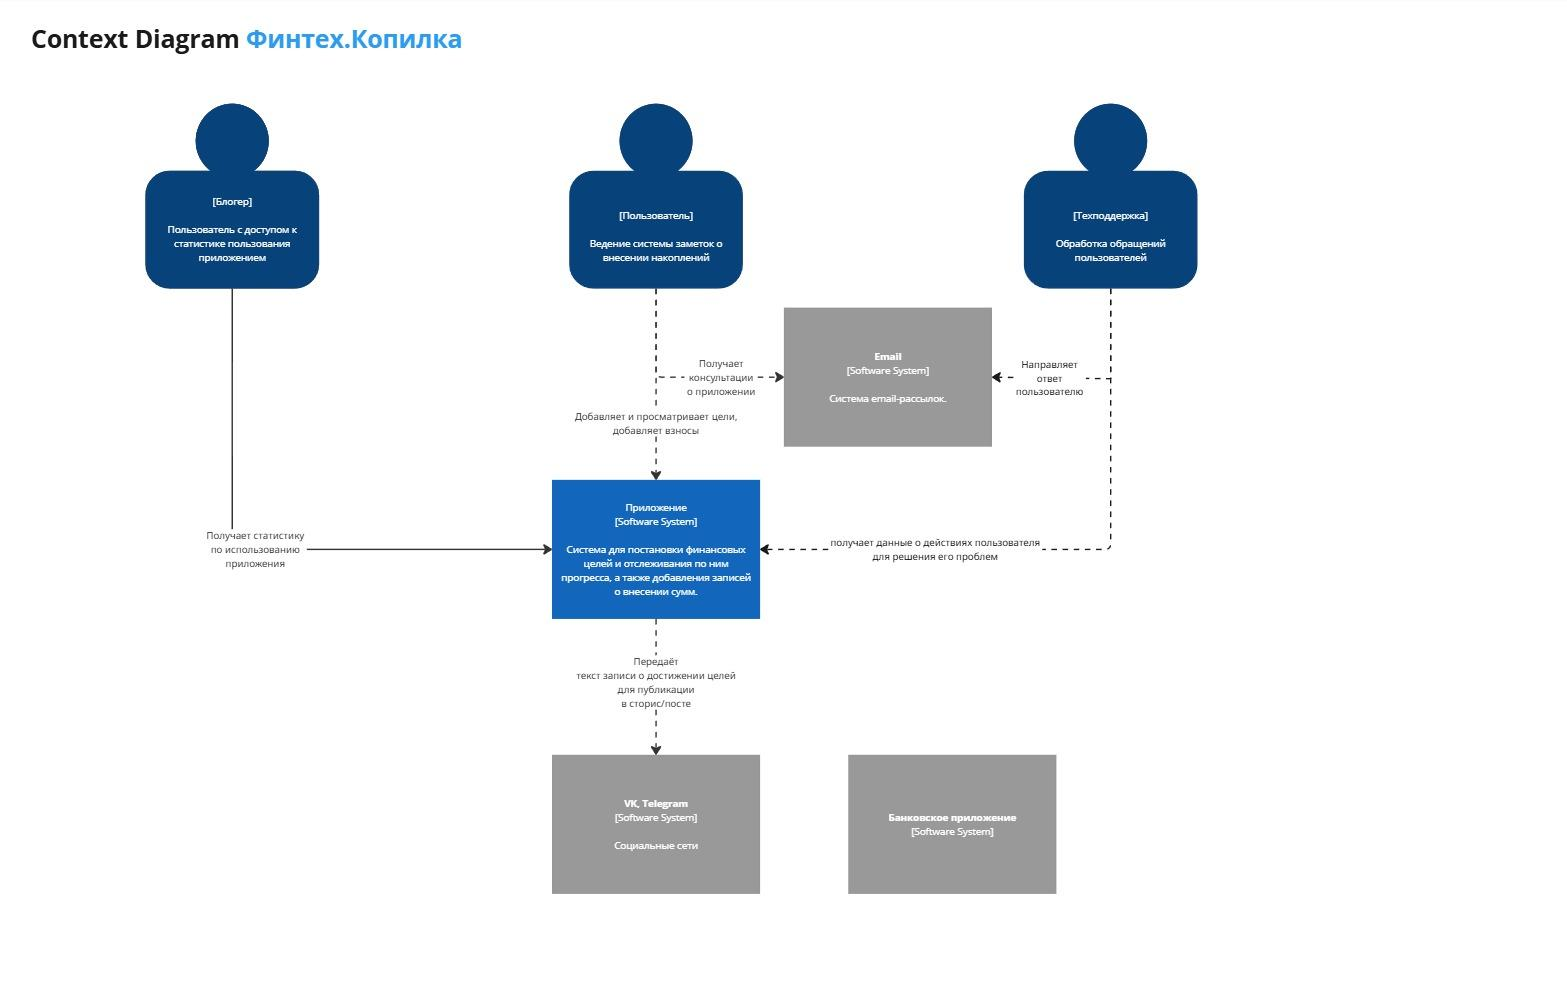 Context Diagram Финтех.Копилка
[Блогер]
Пользователь с доступом к
статистике пользования
приложением
[Пользователь]
Ведение системы заметок о
внесении накоплений
[Техподдержка]
Обработка обращений
пользователей
Получает
консультации
о приложении
Email
[Software System]
Система email-рассылок.
Направляет
ответ
пользователю
Добавляет и просматривает цели,
добавляет взносы
Получает статистику
по использованию
приложения
Приложение
[Software System]
Система для постановки финансовых
целей и отслеживания по ним
прогресса, а также добавления записей
о внесении сумм.
получает данные о действиях пользователя
для решения его проблем
Передаёт
текст записи о достижении целей
для публикации
в сторис/посте
VK, Telegram
[Software System]
Социальные сети
Банковское приложение
[Software System]